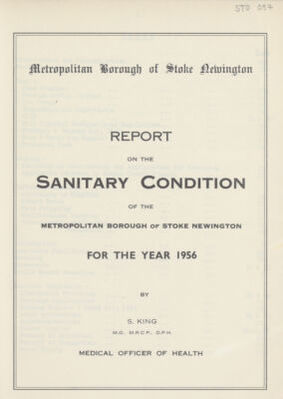 STO 057
Metropolitan Borough of Stoke Newington
REPORT
ON THE
SANITARY CONDITION
OF THE
METROPOLITAN BOROUGH OF STOKE NEWINGTON
FOR THE YEAR 1956
BY
S. KING
M.D. M.R.C.P., D.P.H.
MEDICAL OFFICER OF HEALTH